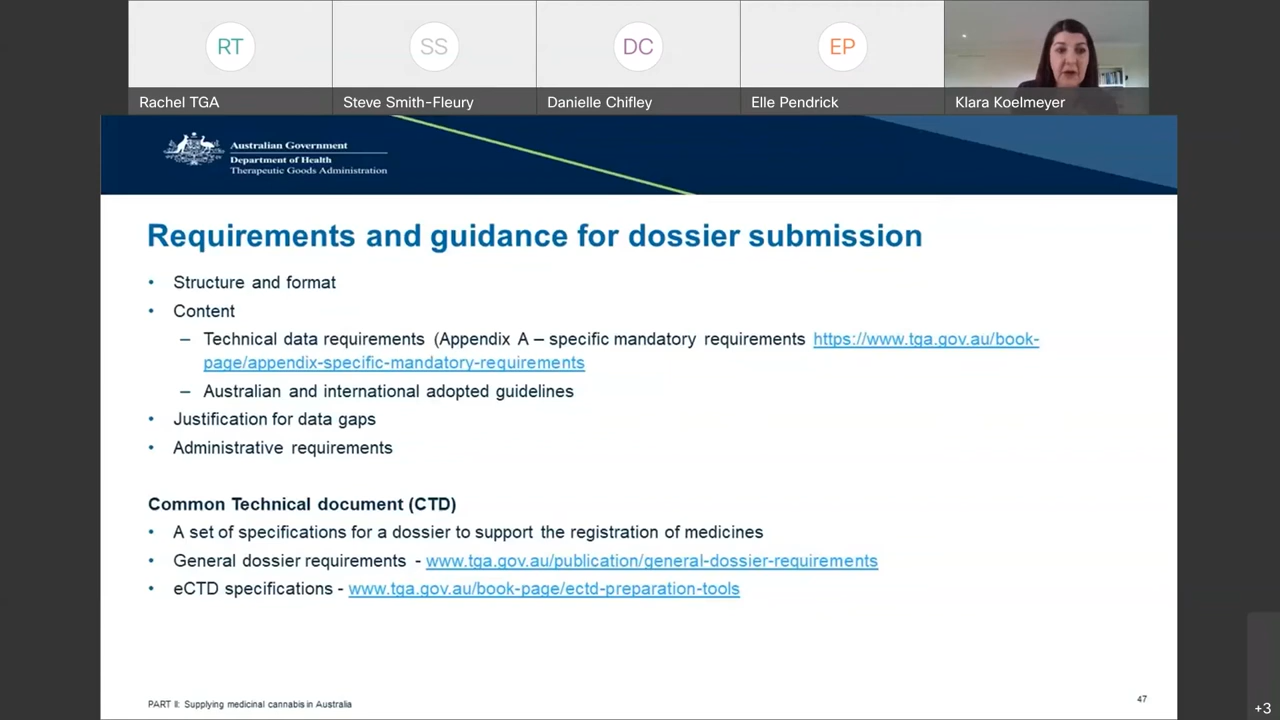 RT
SS
DC
EP
Rachel TGA
Steve Smith-Fleury
Danielle Chifley
Elle Pendrick
Klara Koelmeyer
Australian Government
Department of Health
Therapeutic Goods Administration
Requirements and guidance for dossier submission
• Structure and format
• Content
– Technical data requirements (Appendix A – specific mandatory requirements https://www.tga.gov.au/book-
page/appendix-specific-mandatory-requirements
– Australian and international adopted guidelines
• Justification for data gaps
• Administrative requirements
Common Technical document (CTD)
• A set of specifications for a dossier to support the registration of medicines
• General dossier requirements - www.tga.gov.au/publication/general-dossier-requirements
• eCTD specifications - www.tga.gov.au/book-page/ectd-preparation-tools
PART II: Supplying medicinal cannabis in Australia
47
+3